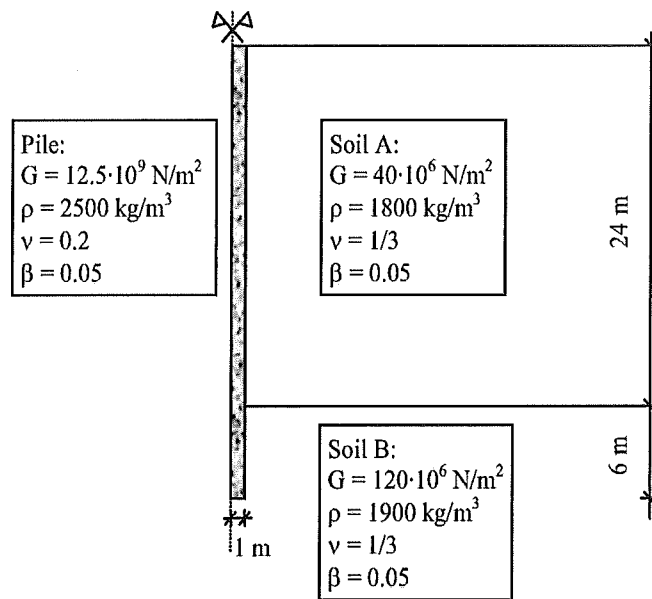 Pile:
G = 12.5·10⁹ N/m²
ρ = 2500 kg/m³
ν = 0.2
β = 0.05
Soil A:
G = 40·10⁶ N/m²
ρ = 1800 kg/m³
ν = 1/3
β = 0.05
24 m
Soil B:
G = 120·10⁶ N/m²
ρ = 1900 kg/m³
ν = 1/3
β = 0.05
6 m
1 m